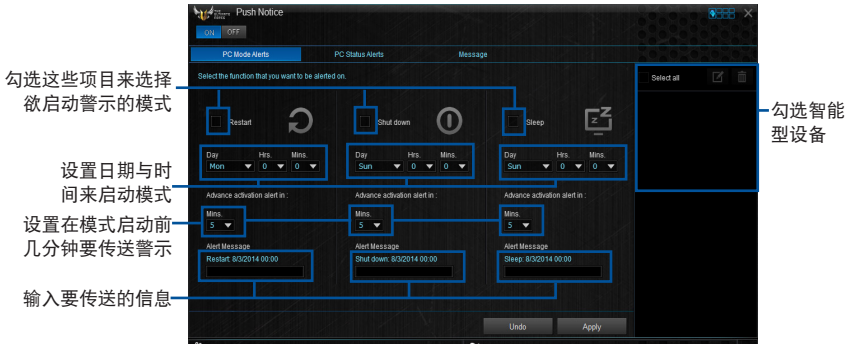 Push Notice
ON OFF
PC Mode Alerts PC Status Alerts Message
Select the function that you want to be alerted on.
Select all
勾选这些项目来选择
欲启动警示的模式
Restart Shut down Sleep
勾选智能
型设备
Day Hrs. Mins. Day Hrs. Mins. Day Hrs. Mins.
Mon 0 0 Sun 0 0 Sun 0 0
设置日期与时
间来启动模式
Advance activation alert in : Advance activation alert in : Advance activation alert in :
设置在模式启动前
几分钟要传送警示
Mins. Mins. Mins.
5 5 5
Alert Message Alert Message Alert Message
Restart: 8/3/2014 00:00 Shut down: 8/3/2014 00:00 Sleep: 8/3/2014 00:00
输入要传送的信息
Undo Apply